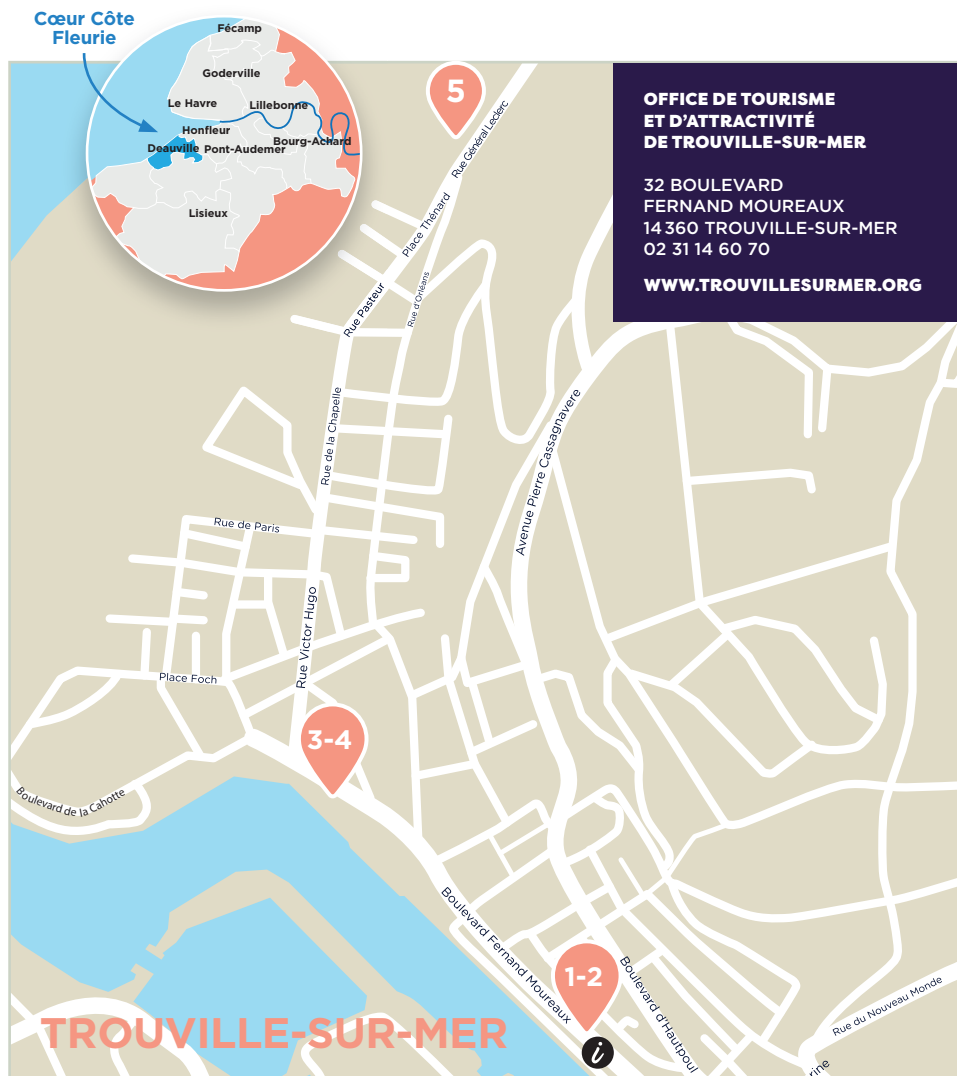 Cœur Côte
Fleurie
Fécamp
Goderville
Le Havre
Lillebonne
Honfleur
Deauville
Pont-Audemer
Bourg-Achard
Lisieux
5
OFFICE DE TOURISME
ET D'ATTRACTIVITÉ
DE TROUVILLE-SUR-MER
32 BOULEVARD
FERNAND MOUREAUX
14 360 TROUVILLE-SUR-MER
02 31 14 60 70
WWW.TROUVILLESURMER.ORG
Rue Général Leclerc
Place Thénard
Rue d'Orléans
Rue Pasteur
Rue de la Chapelle
Avenue Pierre Cassagnavere
Rue de Paris
Rue Victor Hugo
Place Foch
3-4
Boulevard de la Cahotte
Boulevard Fernand Moureaux
1-2
Boulevard d'Hautpoul
Rue du Nouveau Monde
TROUVILLE-SUR-MER
i
rine